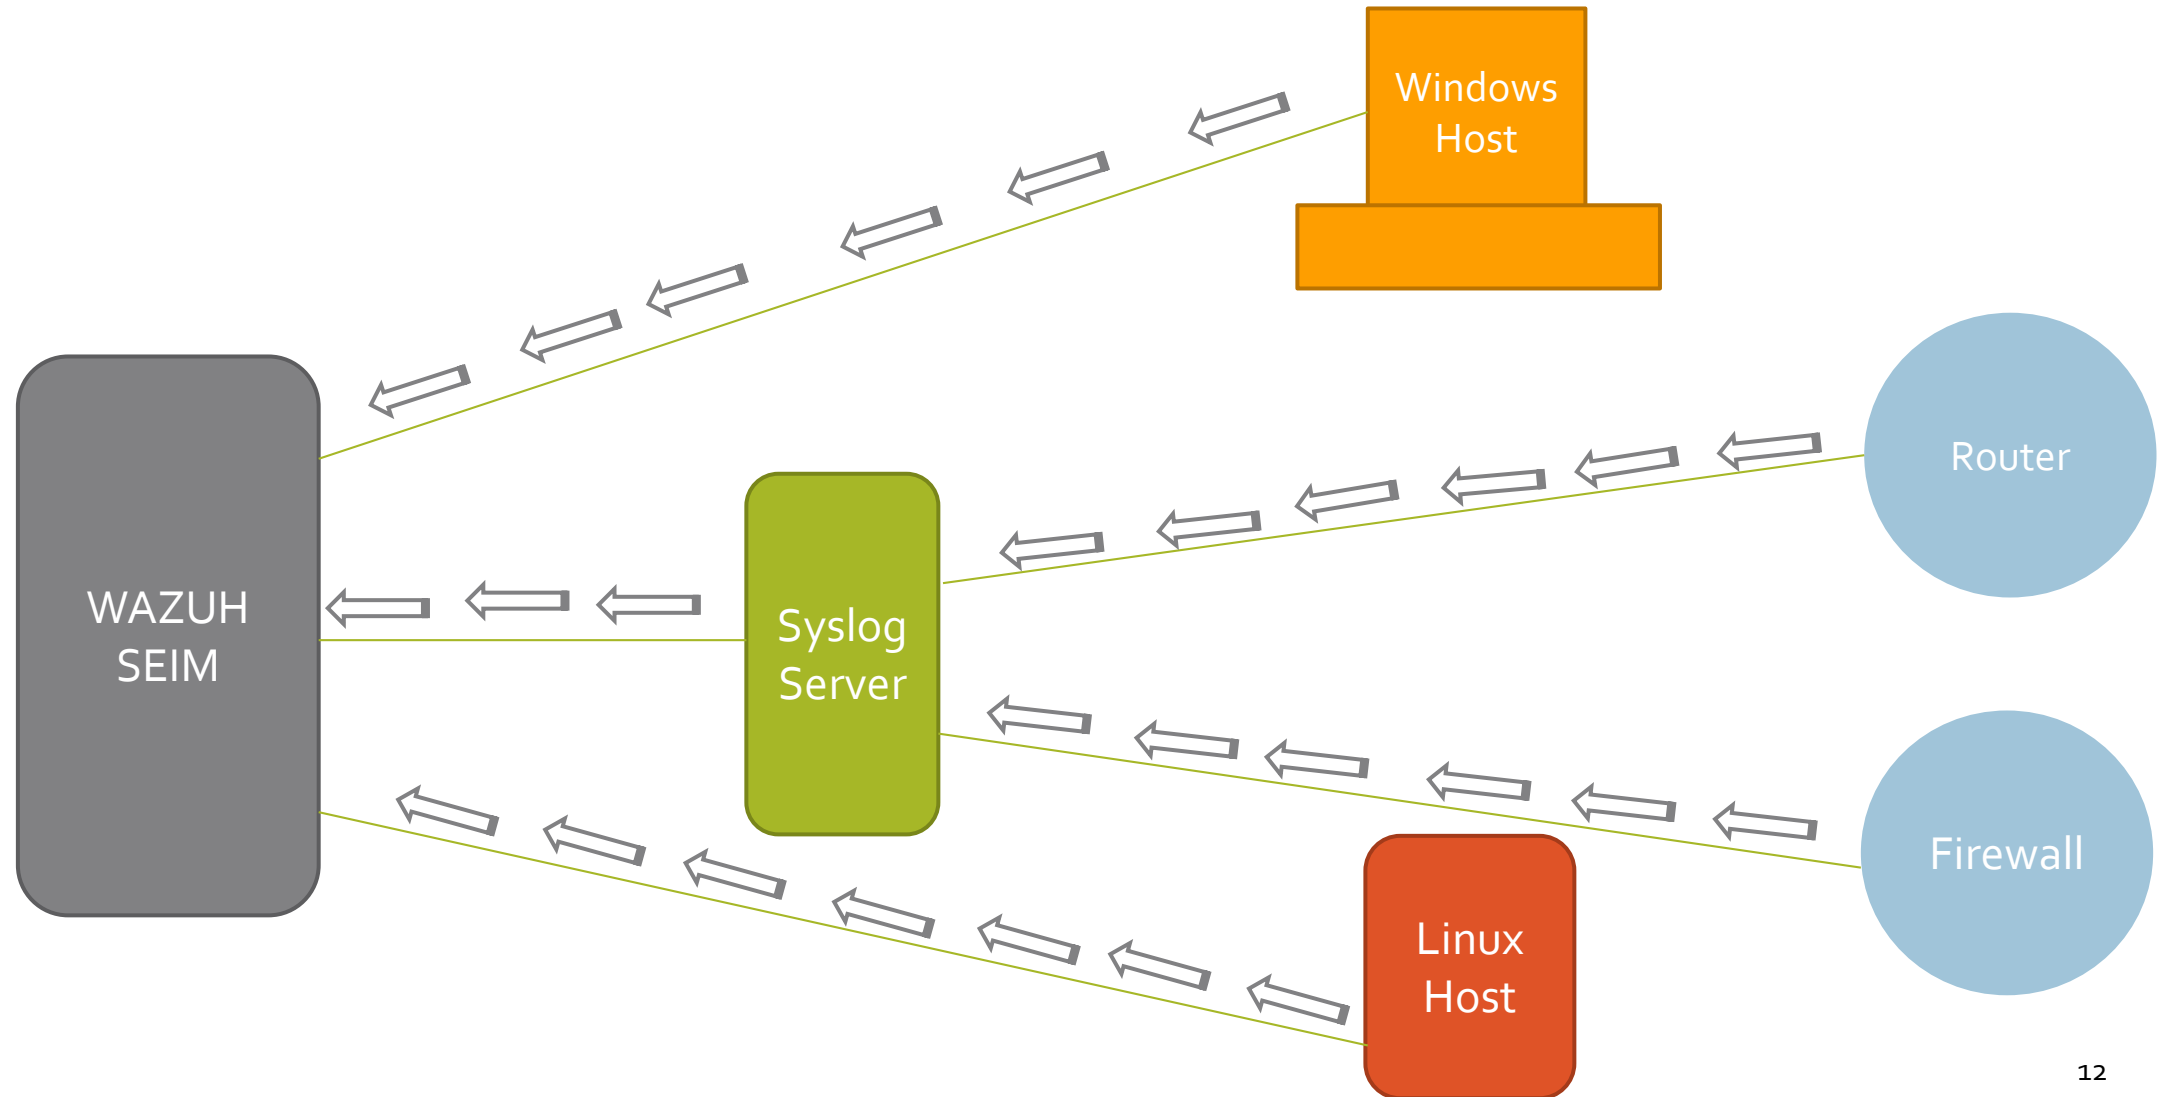 Windows
Host
Router
WAZUH
SEIM
Syslog
Server
Firewall
Linux
Host
12